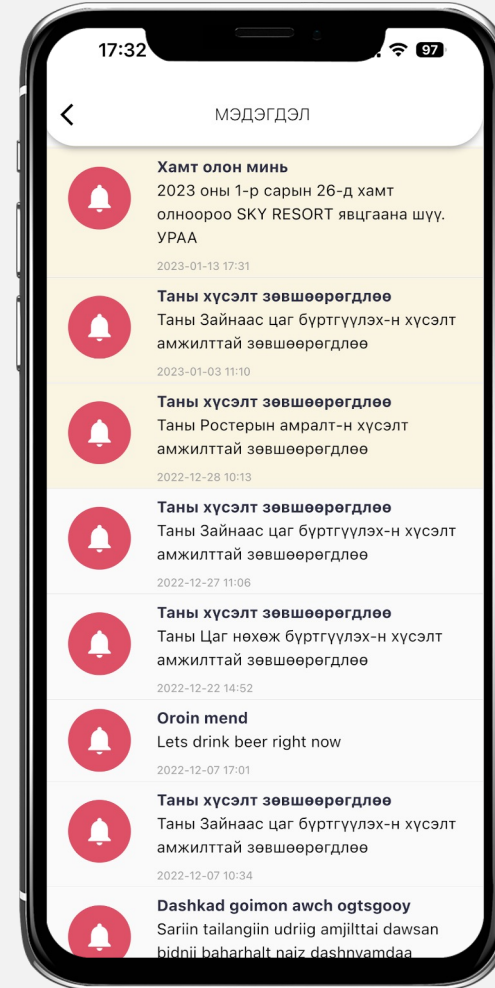 17:32
97
МЭДЭГДЭЛ
Хамт олон минь
2023 оны 1-р сарын 26-д хамт
олноороо SKY RESORT явцгаана шүү.
УРАА
2023-01-13 17:31
Таны хүсэлт зөвшөөрөгдлөө
Таны Зайнаас цаг бүртгүүлэх-н хүсэлт
амжилттай зөвшөөрөгдлөө
2023-01-03 11:10
Таны хүсэлт зөвшөөрөгдлөө
Таны Ростерын амралт-н хүсэлт
амжилттай зөвшөөрөгдлөө
2022-12-28 10:13
Таны хүсэлт зөвшөөрөгдлөө
Таны Зайнаас цаг бүртгүүлэх-н хүсэлт
амжилттай зөвшөөрөгдлөө
2022-12-27 11:06
Таны хүсэлт зөвшөөрөгдлөө
Таны Цаг нөхөж бүртгүүлэх-н хүсэлт
амжилттай зөвшөөрөгдлөө
2022-12-22 14:52
Oroin mend
Lets drink beer right now
2022-12-07 17:01
Таны хүсэлт зөвшөөрөгдлөө
Таны Зайнаас цаг бүртгүүлэх-н хүсэлт
амжилттай зөвшөөрөгдлөө
2022-12-07 10:34
Dashkad goimon awch ogtsgooy
Sariin tailangiin udriig amjilttai dawsan
bidnii baharhalt naiz dashnyamdaa